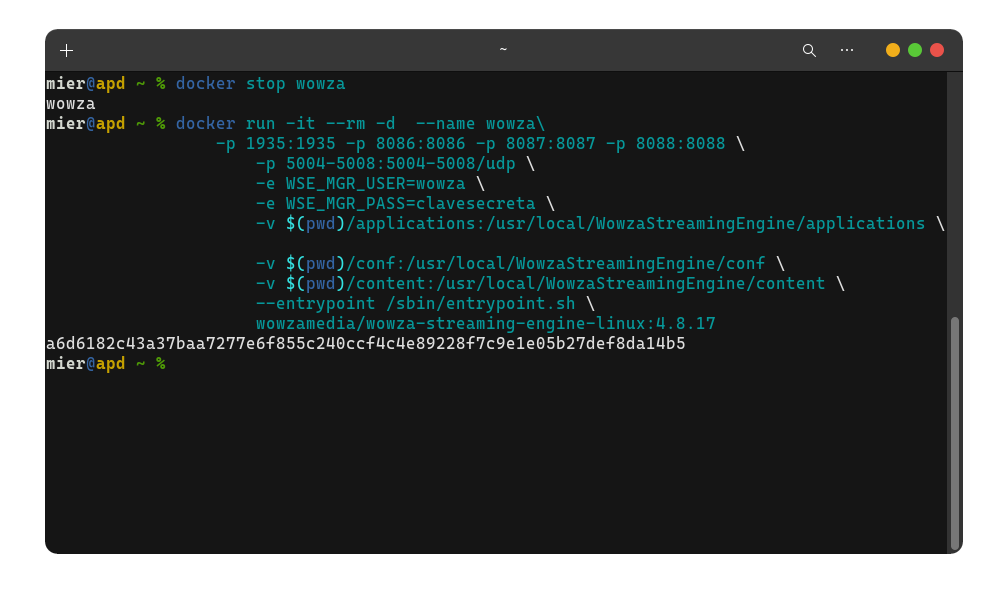 ~
mier@apd ~ % docker stop wowza
wowza
mier@apd ~ % docker run -it --rm -d  --name wowza\
-p 1935:1935 -p 8086:8086 -p 8087:8087 -p 8088:8088 \
-p 5004-5008:5004-5008/udp \
-e WSE_MGR_USER=wowza \
-e WSE_MGR_PASS=clavesecreta \
-v $(pwd)/applications:/usr/local/WowzaStreamingEngine/applications \
-v $(pwd)/conf:/usr/local/WowzaStreamingEngine/conf \
-v $(pwd)/content:/usr/local/WowzaStreamingEngine/content \
--entrypoint /sbin/entrypoint.sh \
wowzamedia/wowza-streaming-engine-linux:4.8.17
a6d6182c43a37baa7277e6f855c240ccf4c4e89228f7c9e1e05b27def8da14b5
mier@apd ~ %